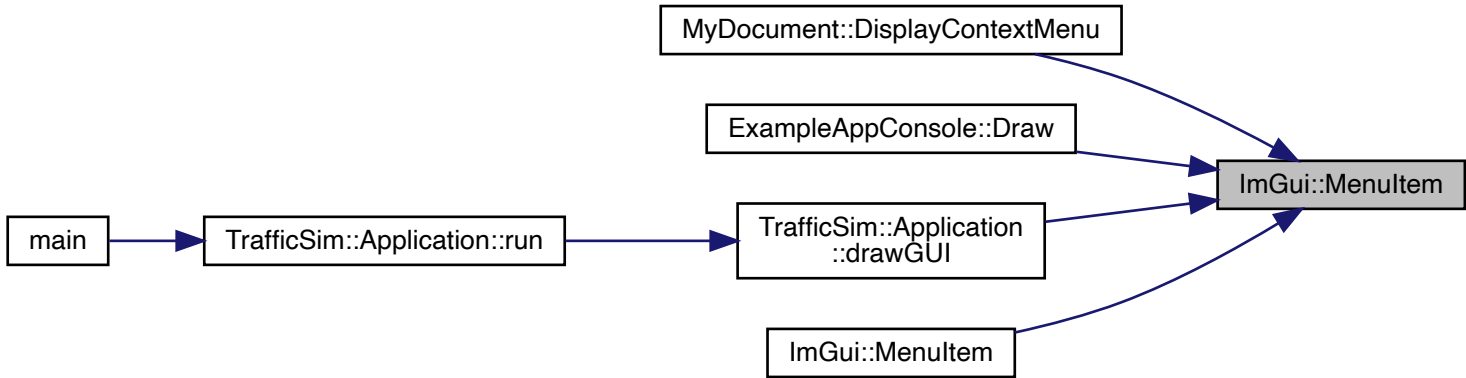 MyDocument::DisplayContextMenu
ExampleAppConsole::Draw
ImGui::MenuItem
main
TrafficSim::Application::run
TrafficSim::Application
::drawGUI
ImGui::MenuItem